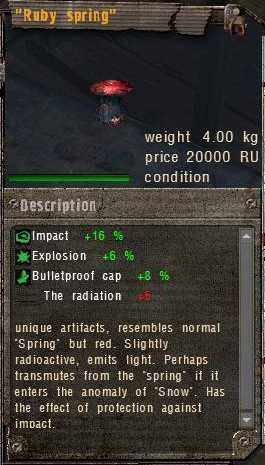 "Ruby spring"
weight 4.00 kg
price 20000 RU
condition
Description
Impact +16 %
Explosion +6 %
Bulletproof cap +8 %
The radiation +5
unique artifacts, resembles normal
"Spring" but red. Slightly
radioactive, emits light. Perhaps
transmutes from the "spring" if it
enters the anomaly of "Snow". Has
the effect of protection against
impact.